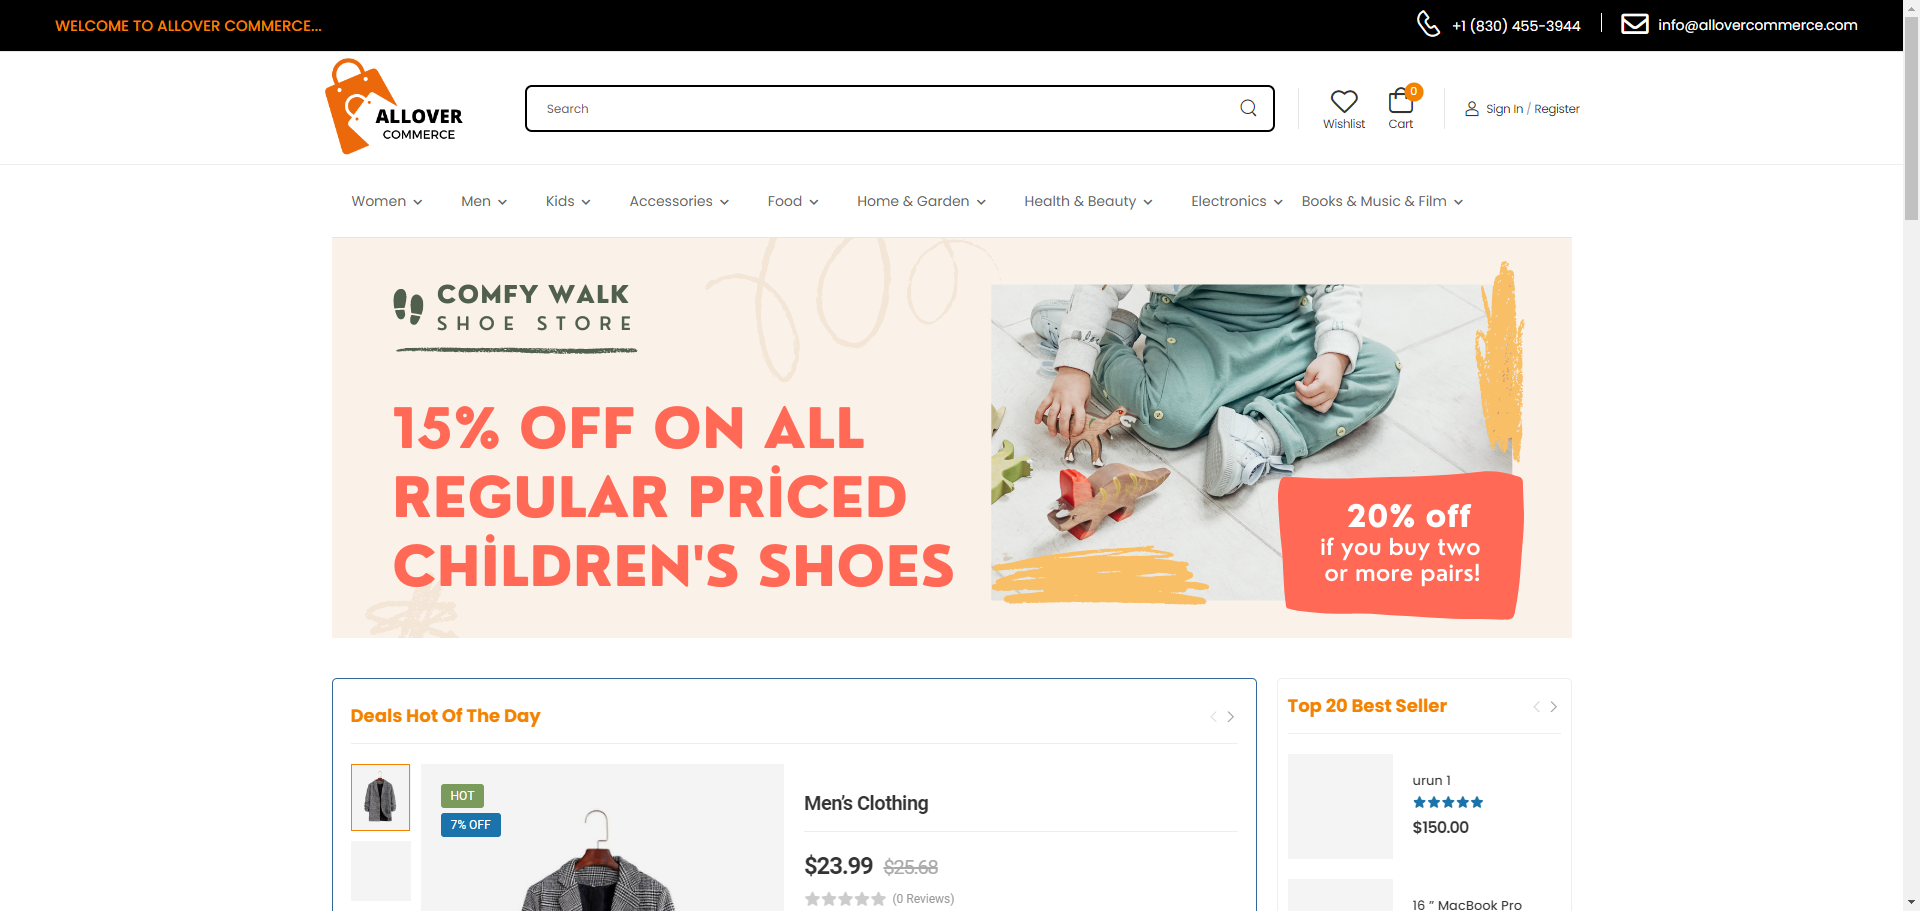 WELCOME TO ALLOVER COMMERCE...
+1 (830) 455-3944
info@allovercommerce.com
ALLOVER
COMMERCE
Search
Wishlist
0
Cart
Sign In / Register
Women
Men
Kids
Accessories
Food
Home & Garden
Health & Beauty
Electronics
Books & Music & Film
COMFY WALK
SHOE STORE
15% OFF ON ALL
REGULAR PRİCED
CHİLDREN'S SHOES
20% off
if you buy two
or more pairs!
Deals Hot Of The Day
HOT
7% OFF
Men’s Clothing
$23.99 $25.68
(0 Reviews)
Top 20 Best Seller
urun 1
$150.00
16 ” MacBook Pro